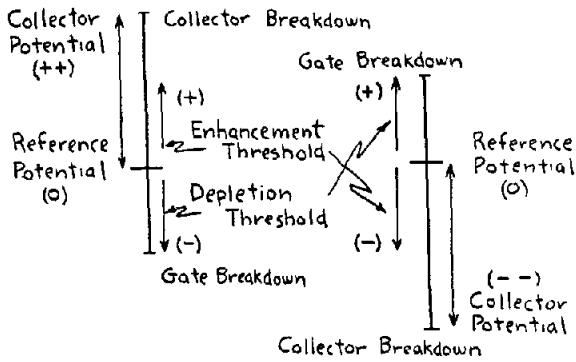 Collector
Potential
(++)
Collector Breakdown
(+)
Enhancement
Threshold
Reference
Potential
(0)
Depletion
Threshold
(-)
Gate Breakdown
Gate Breakdown
(+)
Reference
Potential
(0)
(-)
(--)
Collector
Potential
Collector Breakdown